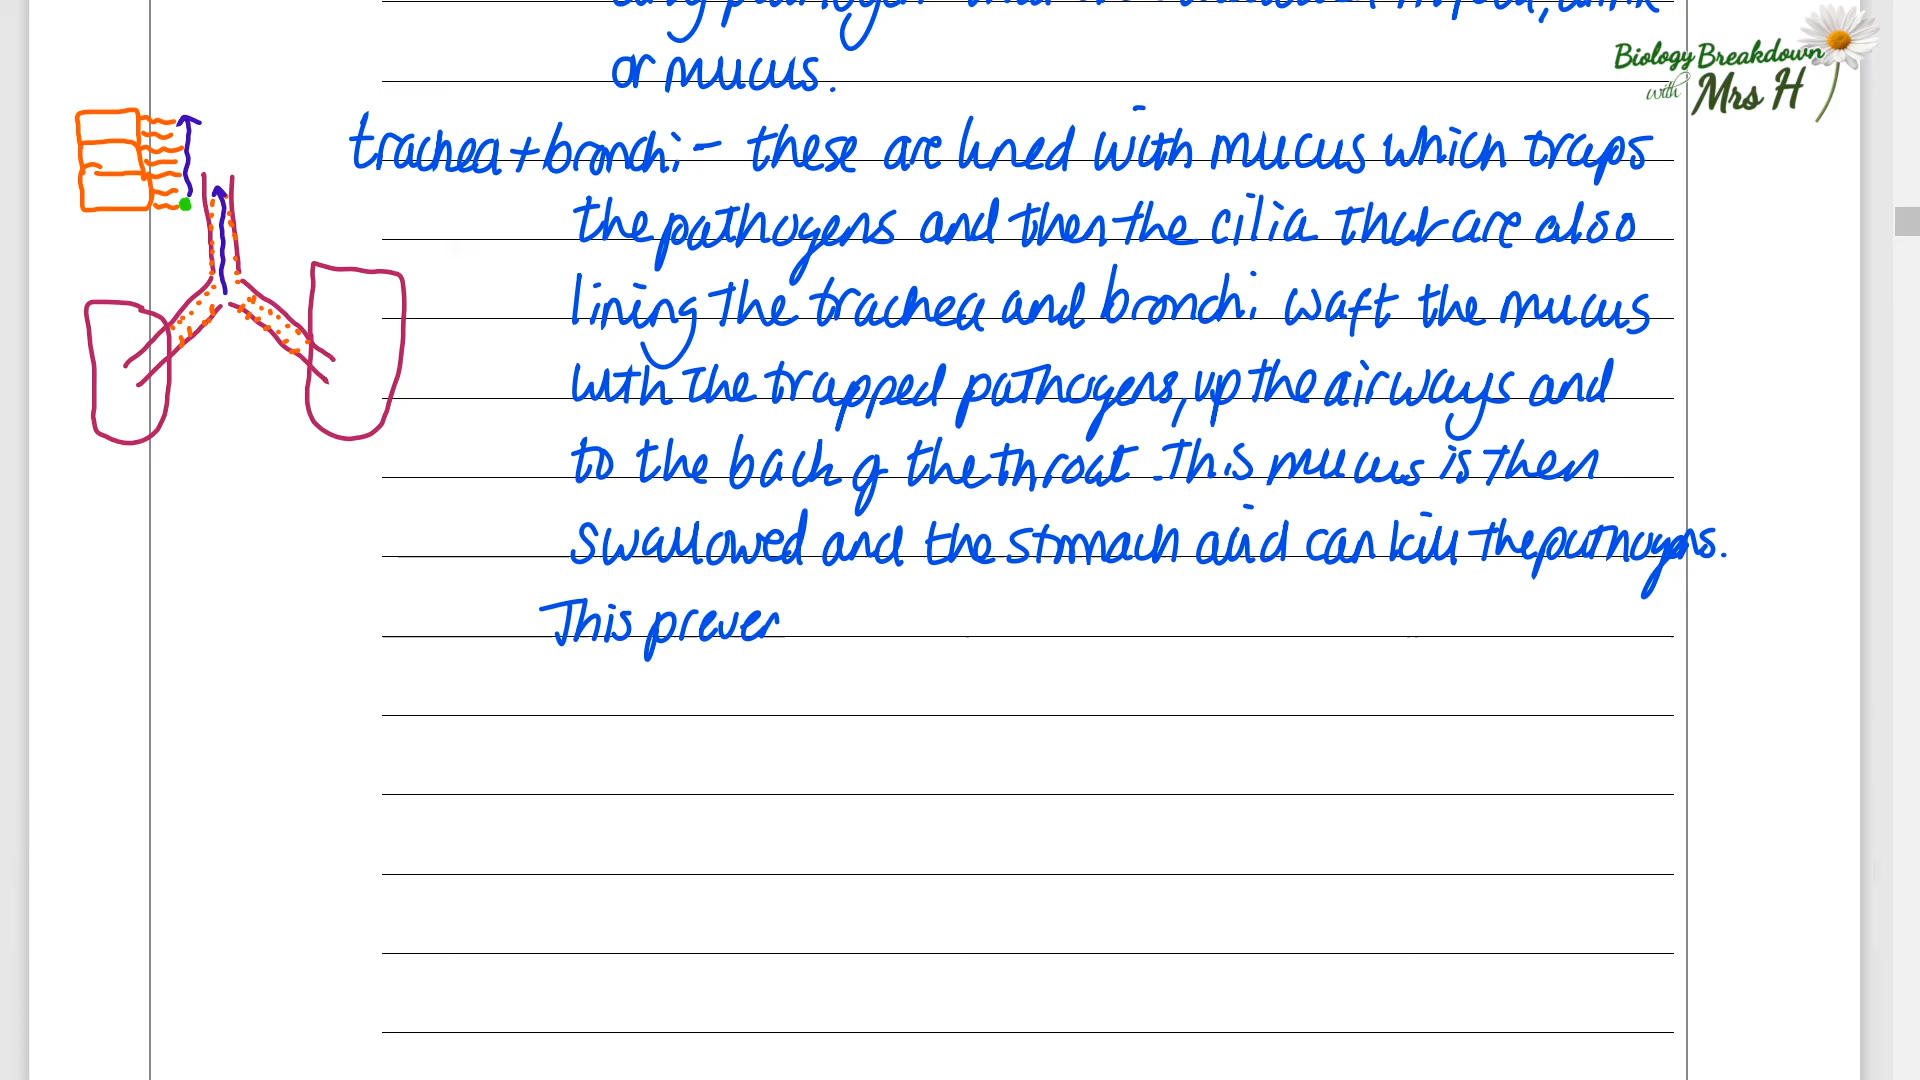 or mucus.
Biology Breakdown
with Mrs H
trachea + bronchi - these are lined with mucus which traps
the pathogens and then the cilia that are also
lining the trachea and bronchi waft the mucus
with the trapped pathogens, up the airways and
to the back of the throat. This mucus is then
swallowed and the stomach acid can kill the pathogens.
This preven